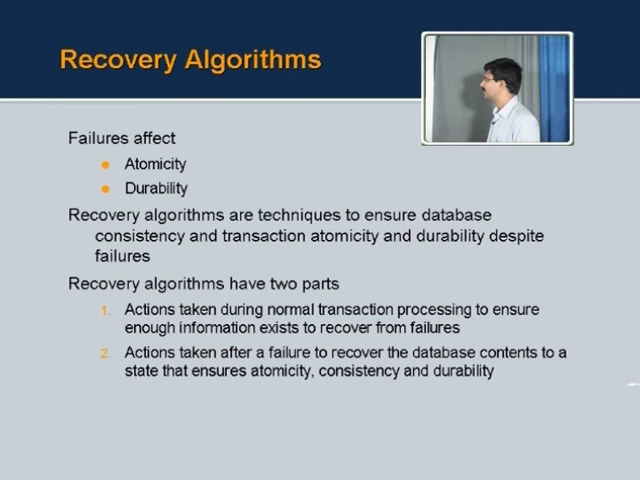 Recovery Algorithms
Failures affect
Atomicity
Durability
Recovery algorithms are techniques to ensure database
consistency and transaction atomicity and durability despite
failures
Recovery algorithms have two parts
1. Actions taken during normal transaction processing to ensure
enough information exists to recover from failures
2. Actions taken after a failure to recover the database contents to a
state that ensures atomicity, consistency and durability